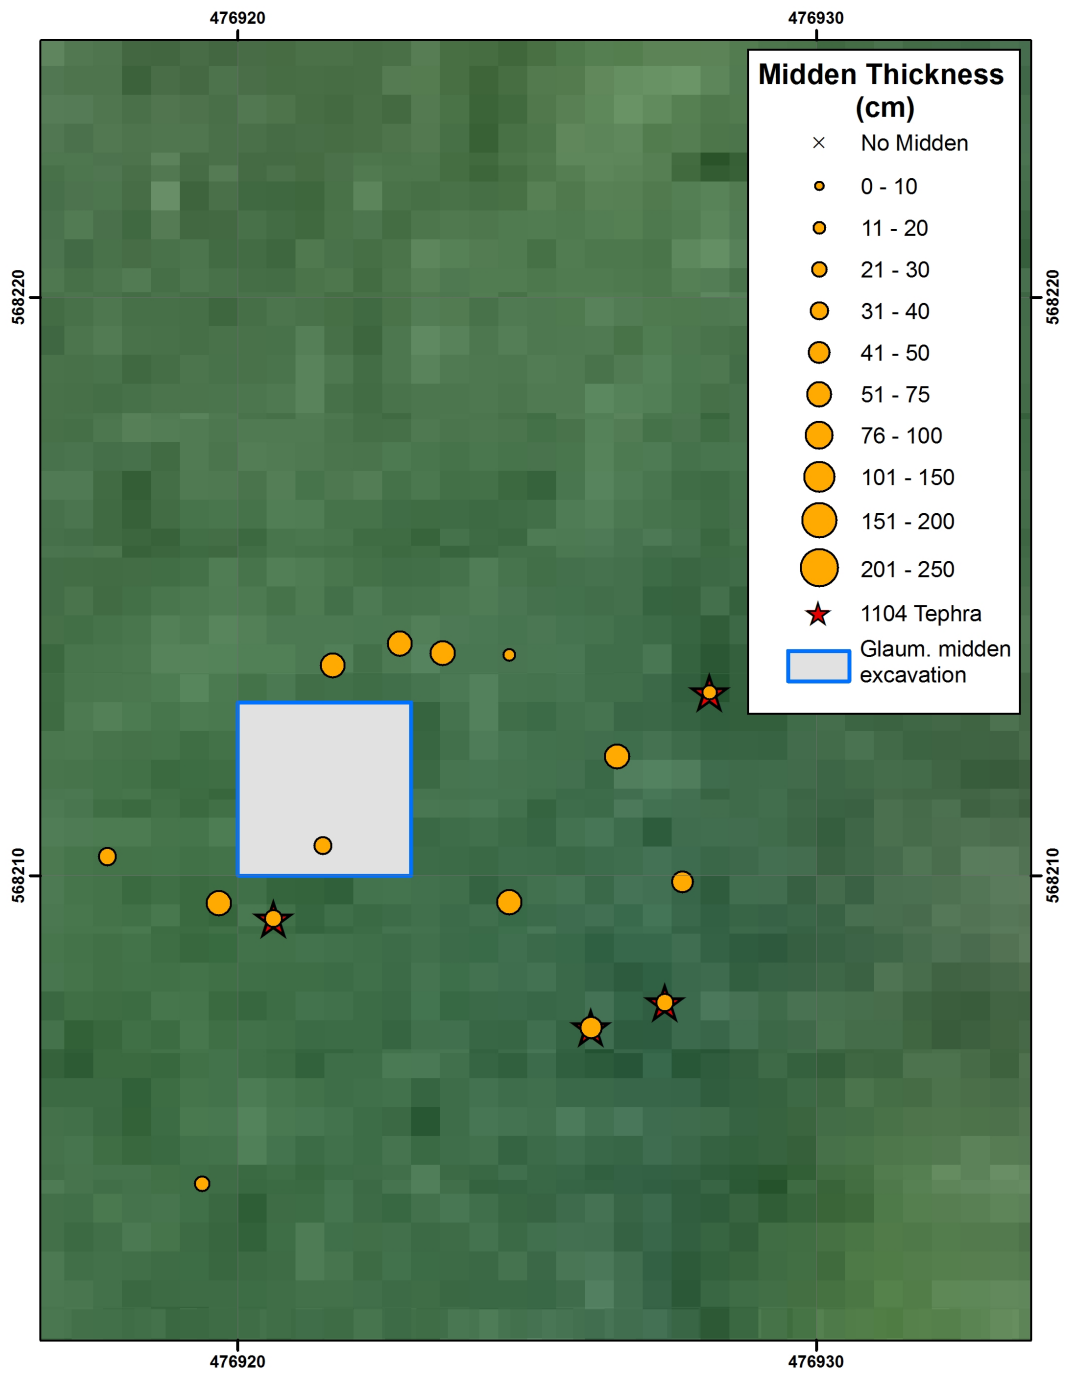 476920
476930
Midden Thickness
(cm)
No Midden
0 - 10
11 - 20
21 - 30
31 - 40
41 - 50
51 - 75
76 - 100
101 - 150
151 - 200
201 - 250
1104 Tephra
Glaum. midden
excavation
568220
568220
568210
568210
476920
476930